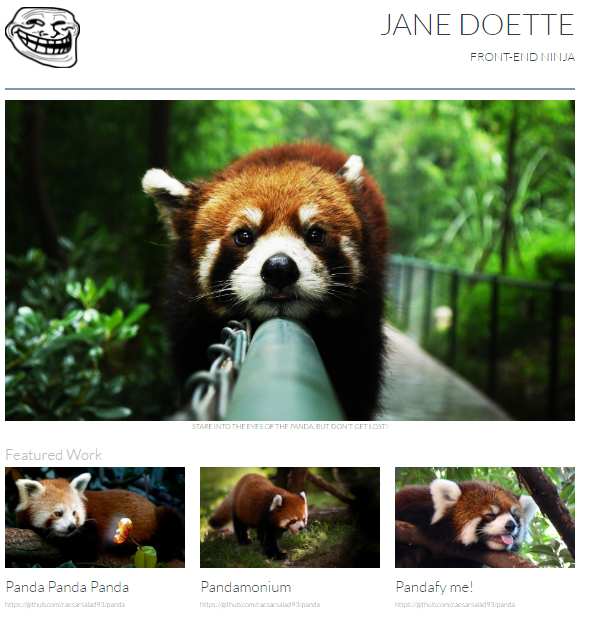 JANE DOETTE
FRONT-END NINJA
STARE INTO THE EYES OF THE PANDA, BUT DON'T GET LOST!
Featured Work
Panda Panda Panda
https://github.com/caesarsalad93/panda
Pandamonium
https://github.com/caesarsalad93/panda
Pandafy me!
https://github.com/caesarsalad93/panda